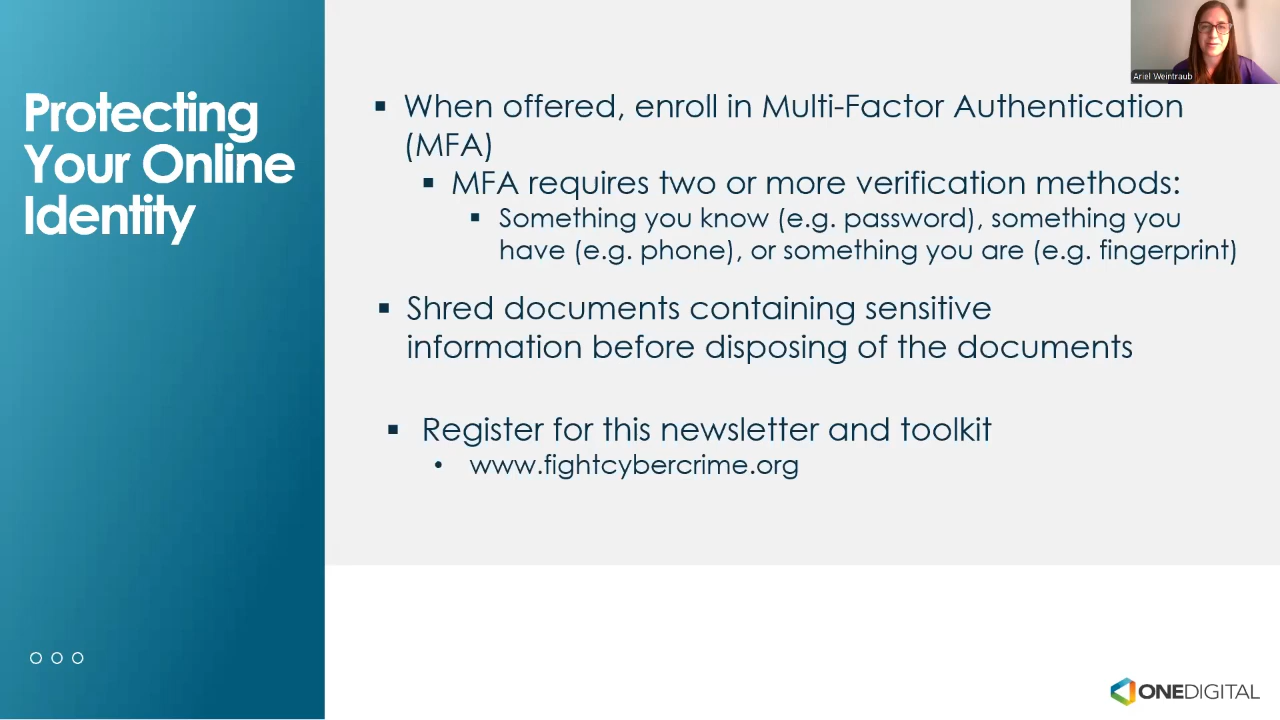 Protecting
Your Online
Identity
Ariel Weintraub
▪ When offered, enroll in Multi-Factor Authentication
(MFA)
▪ MFA requires two or more verification methods:
▪ Something you know (e.g. password), something you
have (e.g. phone), or something you are (e.g. fingerprint)
▪ Shred documents containing sensitive
information before disposing of the documents
▪ Register for this newsletter and toolkit
• www.fightcybercrime.org
ONEDIGITAL